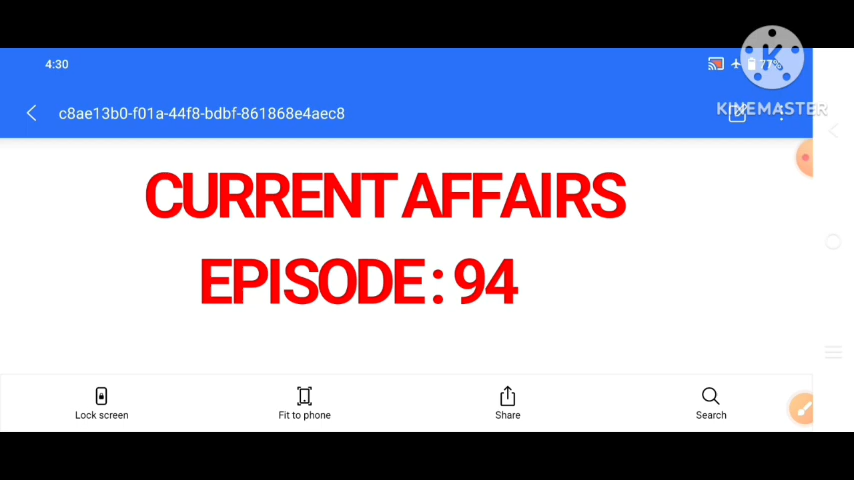 4:30
77%
c8ae13b0-f01a-44f8-bdbf-861868e4aec8
KINEMASTER
CURRENT AFFAIRS
EPISODE : 94
Lock screen
Fit to phone
Share
Search